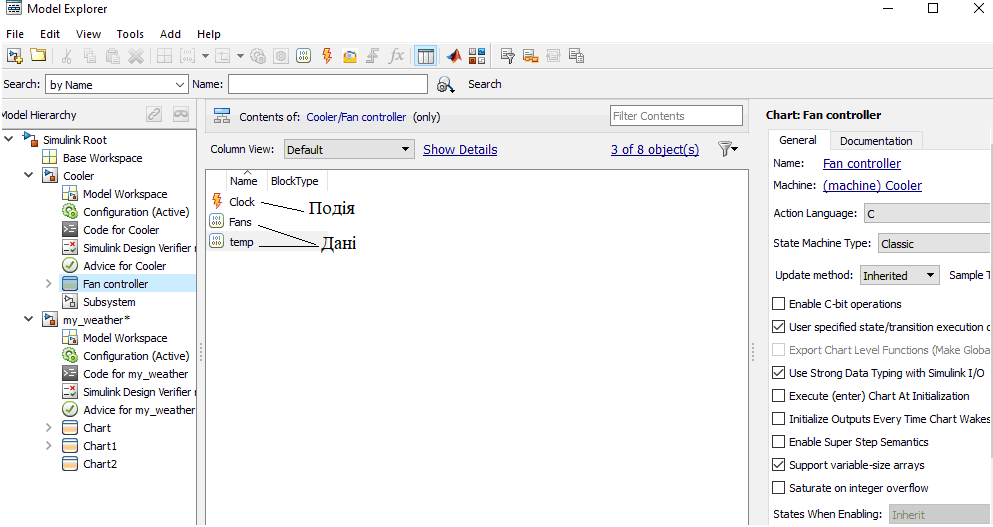 Model Explorer
File Edit View Tools Add Help
Search: by Name Name: Search
Model Hierarchy
Simulink Root
Base Workspace
Cooler
Model Workspace
Configuration (Active)
Code for Cooler
Simulink Design Verifier
Advice for Cooler
Fan controller
Subsystem
my_weather*
Model Workspace
Configuration (Active)
Code for my_weather
Simulink Design Verifier
Advice for my_weather
Chart
Chart1
Chart2
Contents of: Cooler/Fan controller (only)
Filter Contents
Column View: Default Show Details 3 of 8 object(s)
Name BlockType
Clock
Подія
Fans
temp
Дані
Chart: Fan controller
General Documentation
Name: Fan controller
Machine: (machine) Cooler
Action Language: C
State Machine Type: Classic
Update method: Inherited Sample T
Enable C-bit operations
User specified state/transition execution
Export Chart Level Functions (Make Globa
Use Strong Data Typing with Simulink I/O
Execute (enter) Chart At Initialization
Initialize Outputs Every Time Chart Wakes
Enable Super Step Semantics
Support variable-size arrays
Saturate on integer overflow
States When Enabling: Inherit